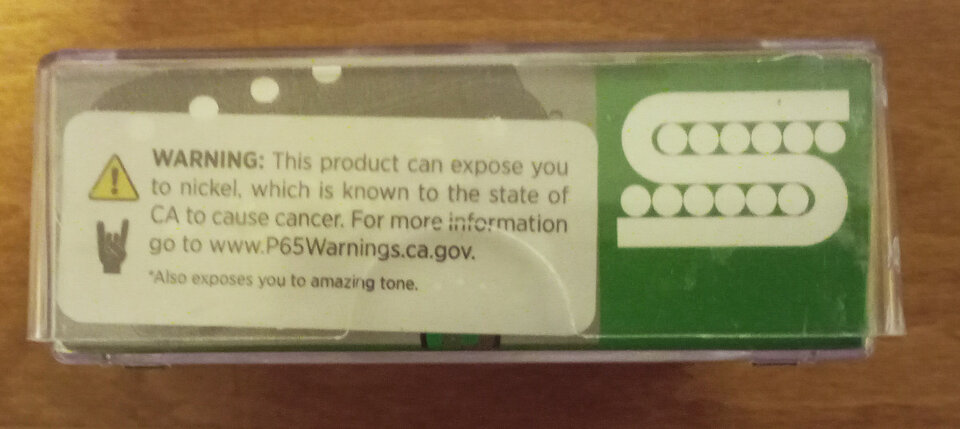 WARNING: This product can expose you
to nickel, which is known to the state of
CA to cause cancer. For more information
go to www.P65Warnings.ca.gov.
*Also exposes you to amazing tone.